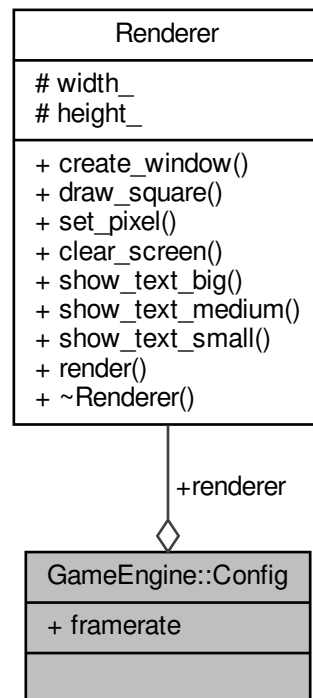 Renderer
# width_
# height_
+ create_window()
+ draw_square()
+ set_pixel()
+ clear_screen()
+ show_text_big()
+ show_text_medium()
+ show_text_small()
+ render()
+ ~Renderer()
+renderer
GameEngine::Config
+ framerate